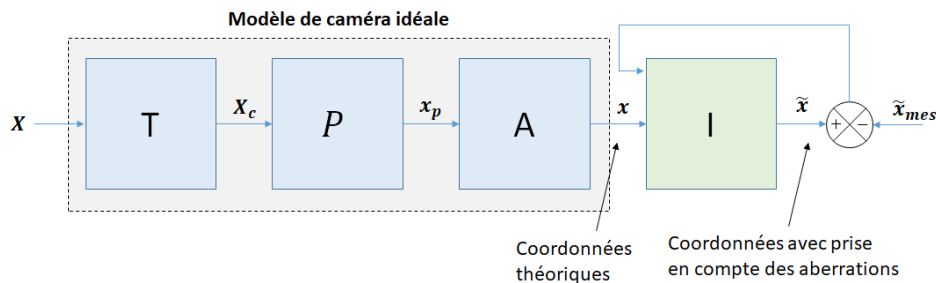 Modèle de caméra idéale
X
T
X_c
P
x_p
A
x
I
x̃
+
−
x̃_mes
Coordonnées
théoriques
Coordonnées avec prise
en compte des aberrations